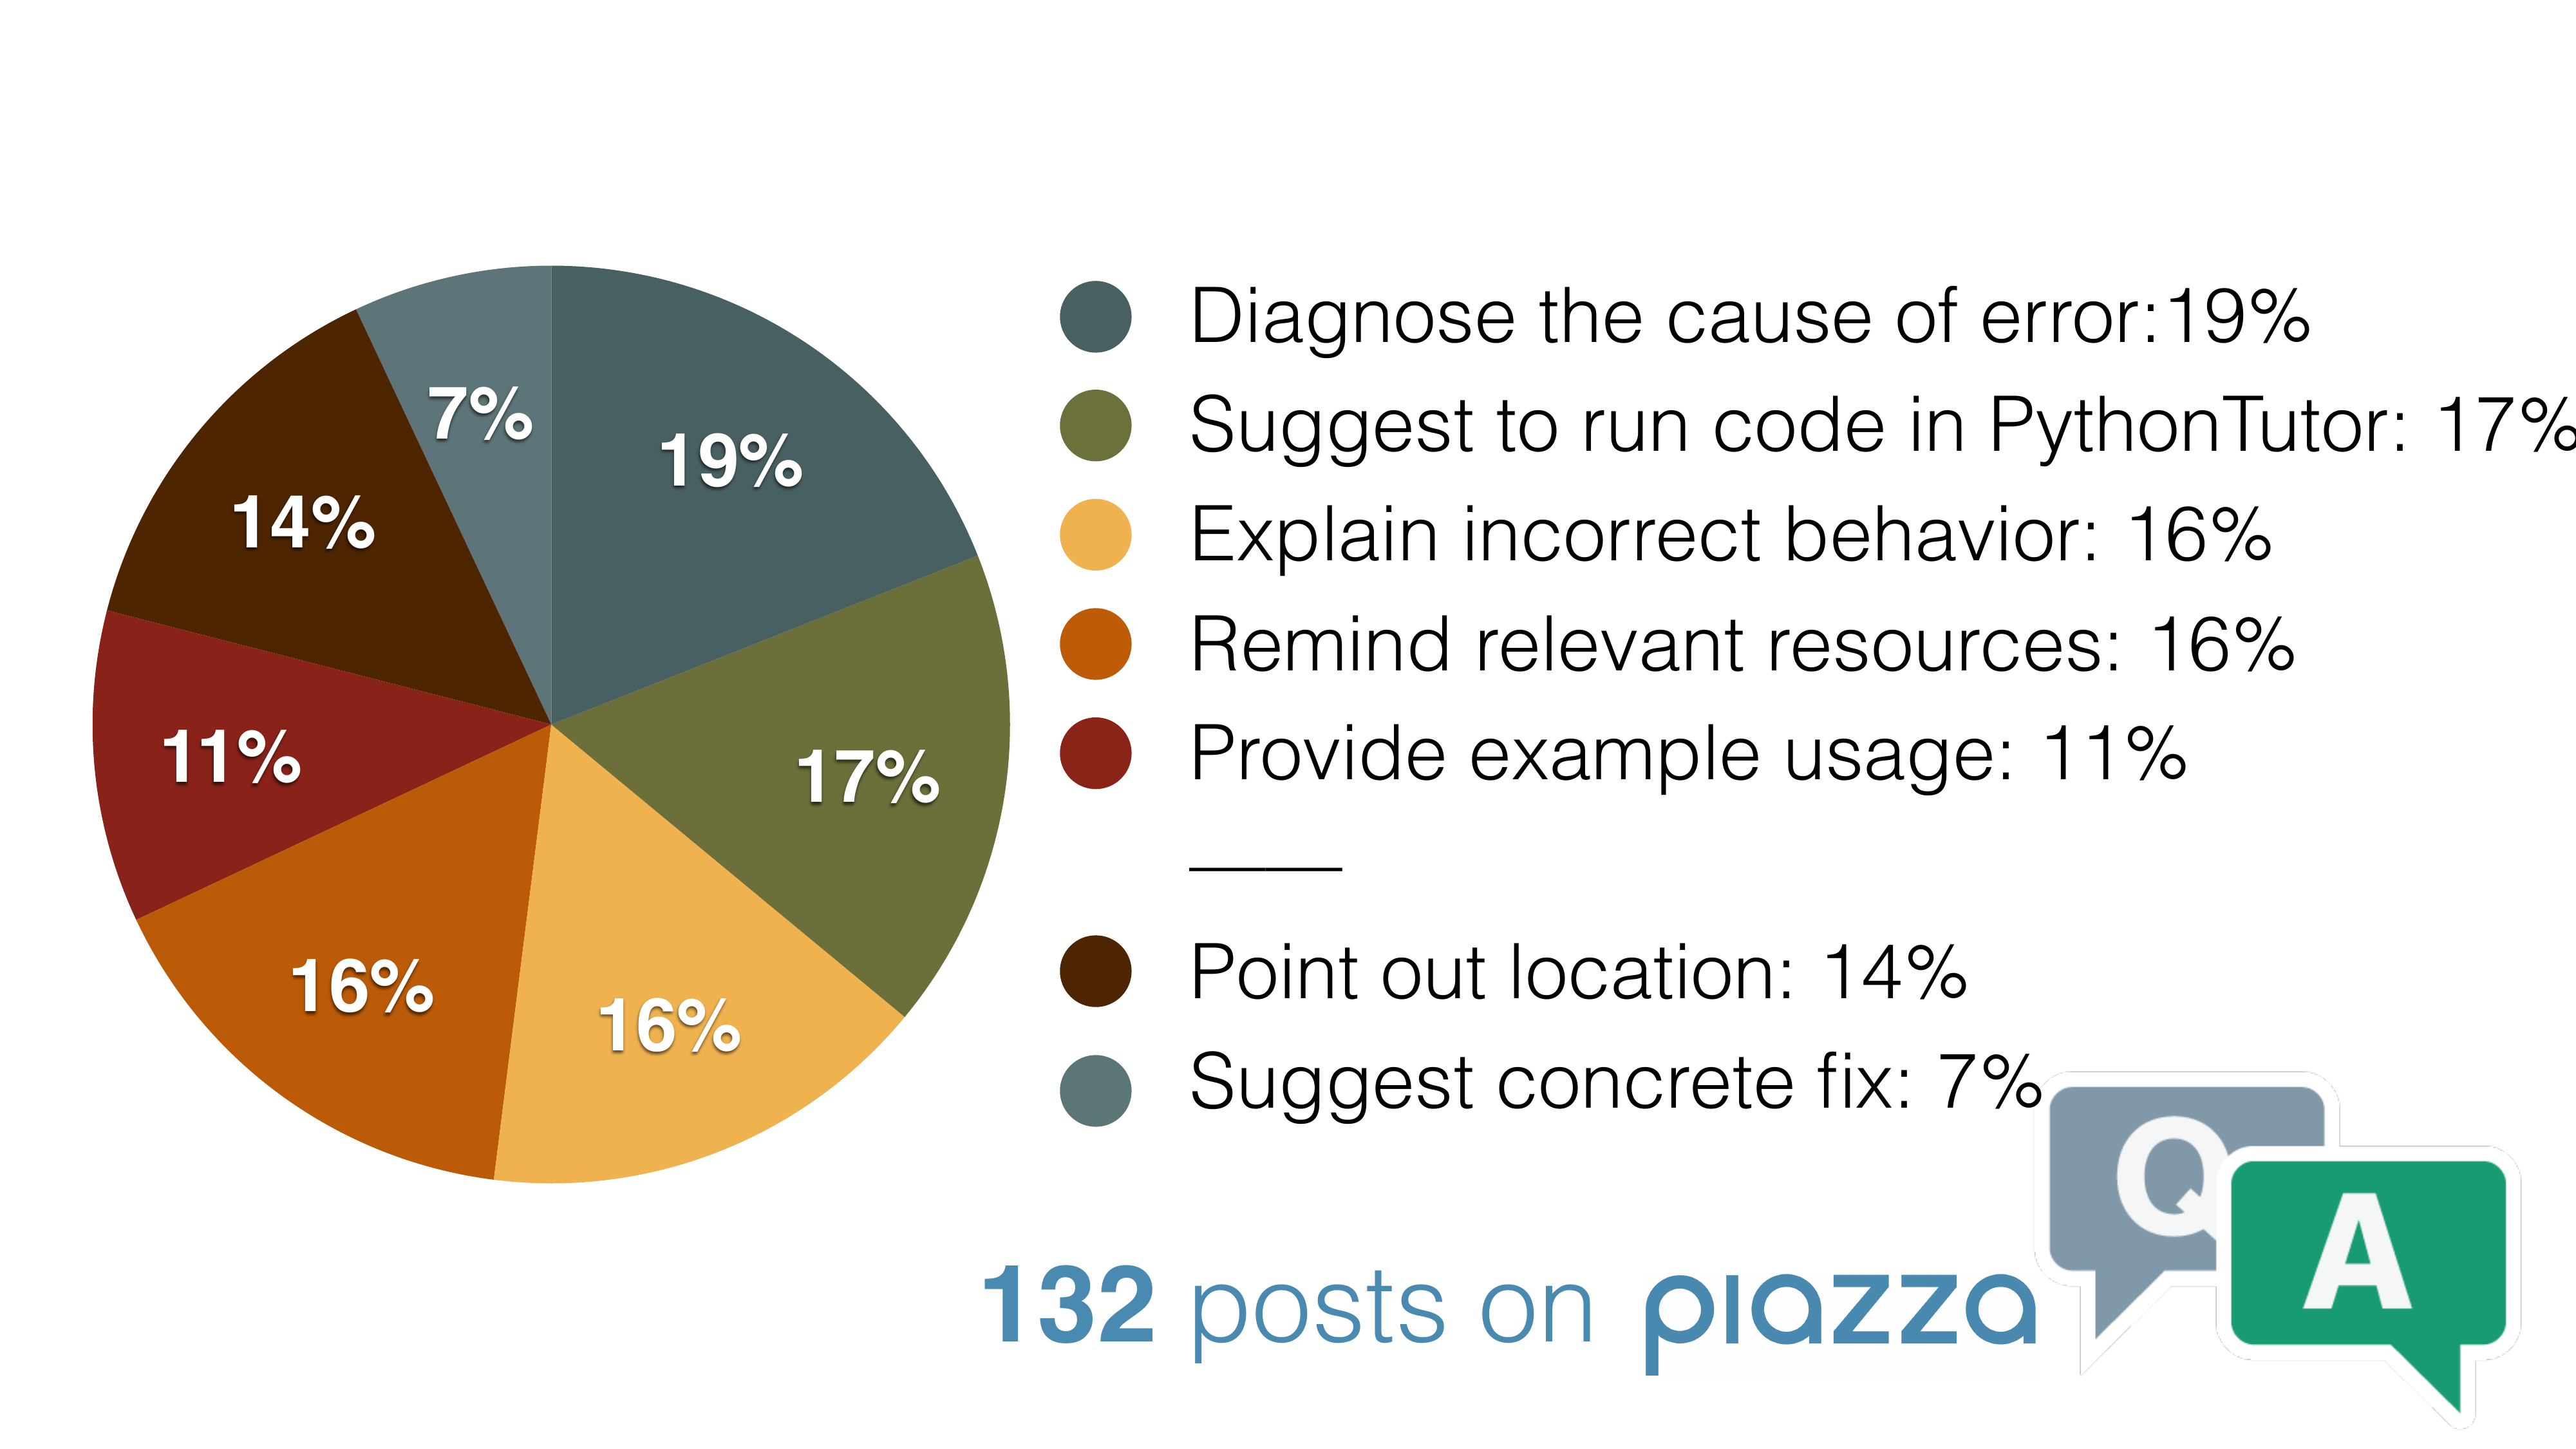 7%
19%
14%
17%
11%
16%
16%
Diagnose the cause of error:19%
Suggest to run code in PythonTutor: 17%
Explain incorrect behavior: 16%
Remind relevant resources: 16%
Provide example usage: 11%
____
Point out location: 14%
Suggest concrete fix: 7%
Q
A
132 posts on piazza